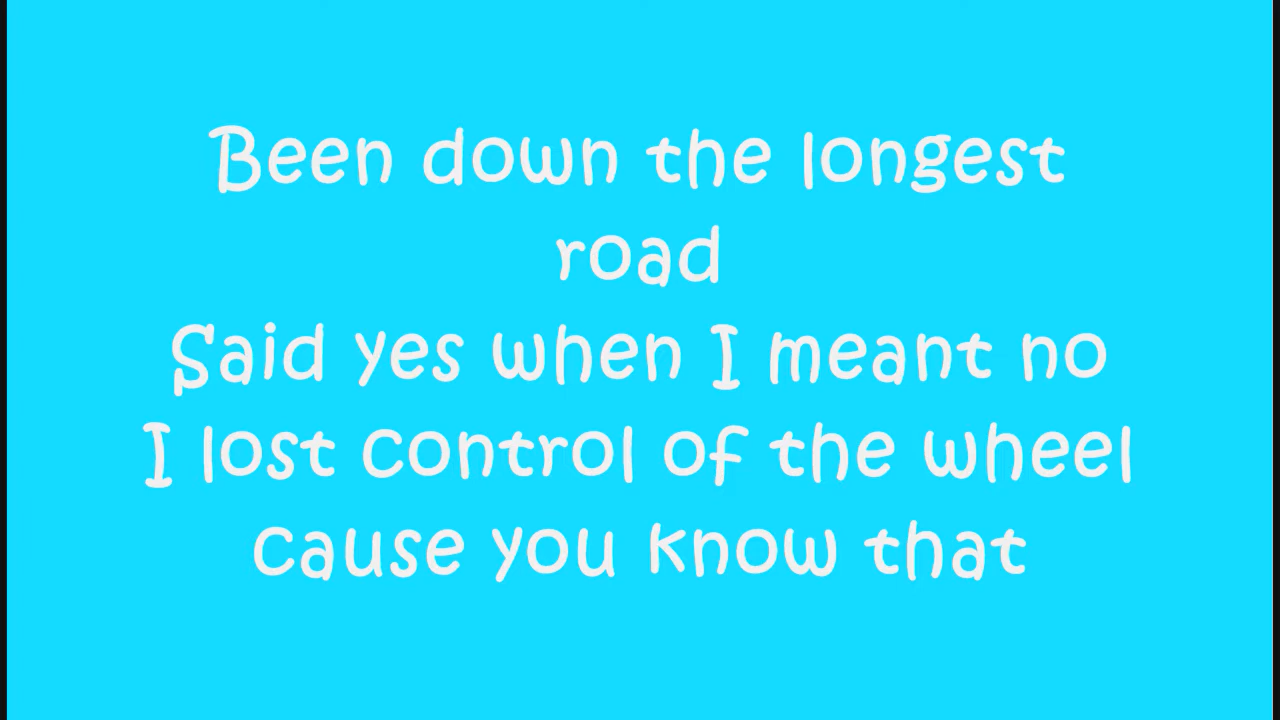 Been down the longest
road
Said yes when I meant no
I lost control of the wheel
cause you know that